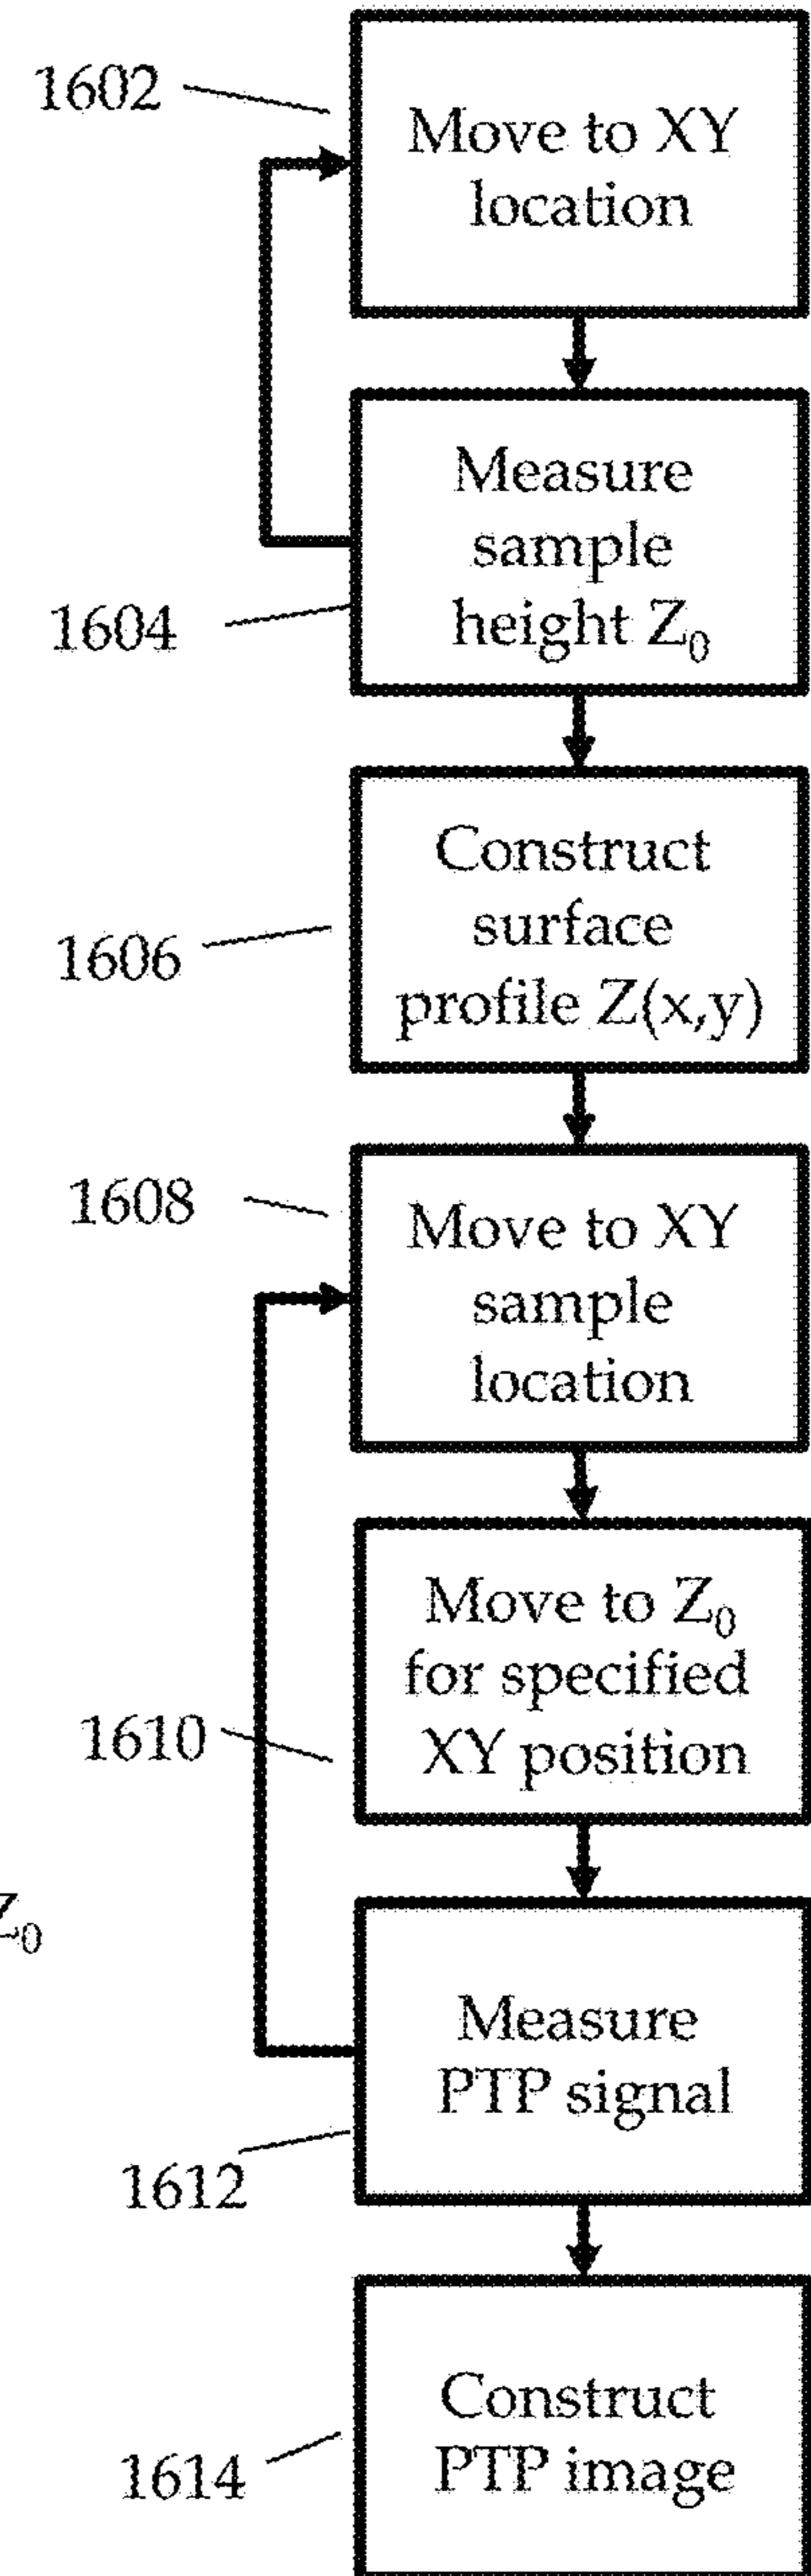 1602
Move to XY
location
Measure
sample
height Z₀
1604
Construct
surface
profile Z(x,y)
1606
1608
Move to XY
sample
location
Move to Z₀
for specified
XY position
1610
Z₀
Measure
PTP signal
1612
Construct
PTP image
1614